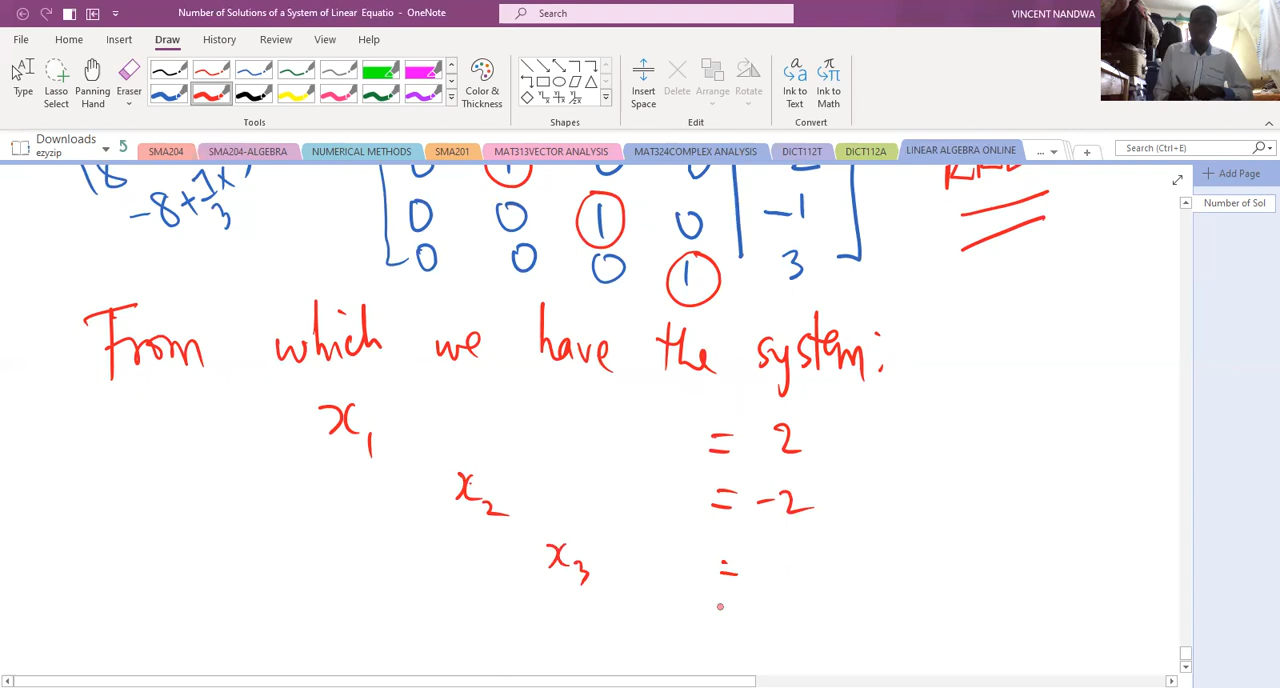 Number of Solutions of a System of Linear Equatio - OneNote
Search
VINCENT NANDWA
File Home Insert Draw History Review View Help
Type
Lasso Select
Panning Hand
Eraser
Color & Thickness
Insert Space
Delete
Arrange
Rotate
Ink to Text
Ink to Math
Tools
Shapes
Edit
Convert
Downloads
ezyzip
SMA204 SMA204-ALGEBRA NUMERICAL METHODS SMA201 MAT313VECTOR ANALYSIS MAT324COMPLEX ANALYSIS DICT112T DICT112A LINEAR ALGEBRA ONLINE ... +
Search (Ctrl+E)
Add Page
Number of Sol
18
-8+7/3x
0 0 1 0 | -1
0 0 0 1 3
From which we have the system:
x₁ = 2
x₂ = -2
x₃ =